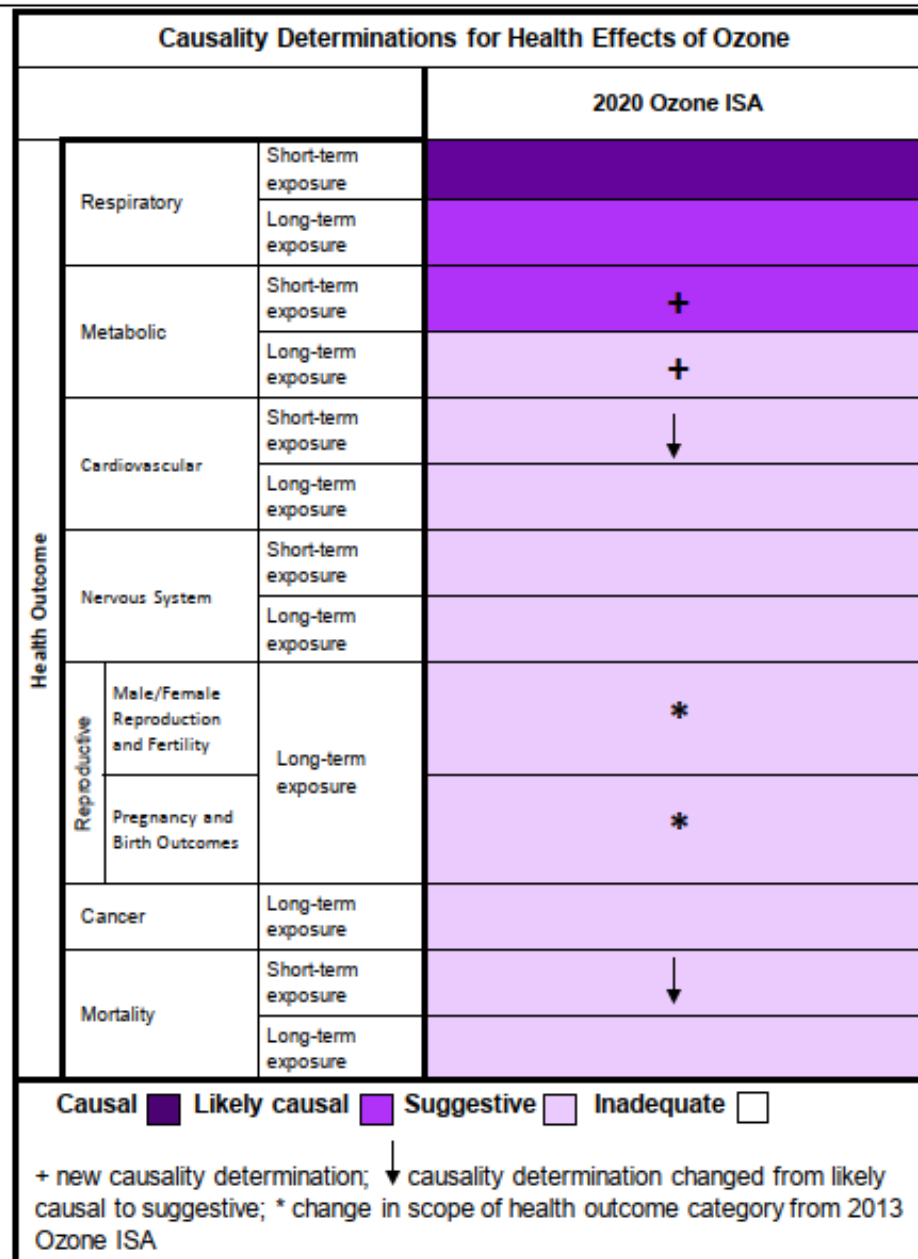 Causality Determinations for Health Effects of Ozone
2020 Ozone ISA
Health Outcome
Respiratory
Short-term
exposure
Long-term
exposure
Metabolic
Short-term
exposure
+
Long-term
exposure
+
Cardiovascular
Short-term
exposure
↓
Long-term
exposure
Nervous System
Short-term
exposure
Long-term
exposure
Reproductive
Male/Female
Reproduction
and Fertility
Long-term
exposure
*
Pregnancy and
Birth Outcomes
*
Cancer
Long-term
exposure
Mortality
Short-term
exposure
↓
Long-term
exposure
Causal Likely causal Suggestive Inadequate
+ new causality determination; ↓ causality determination changed from likely
causal to suggestive; * change in scope of health outcome category from 2013
Ozone ISA